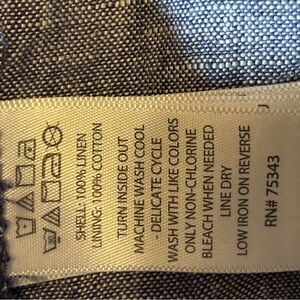 SHELL: 100% LINEN
LINING: 100% COTTON
TURN INSIDE OUT
MACHINE WASH COOL
- DELICATE CYCLE
WASH WITH LIKE COLORS
ONLY NON-CHLORINE
BLEACH WHEN NEEDED
LINE DRY
LOW IRON ON REVERSE
RN# 75343